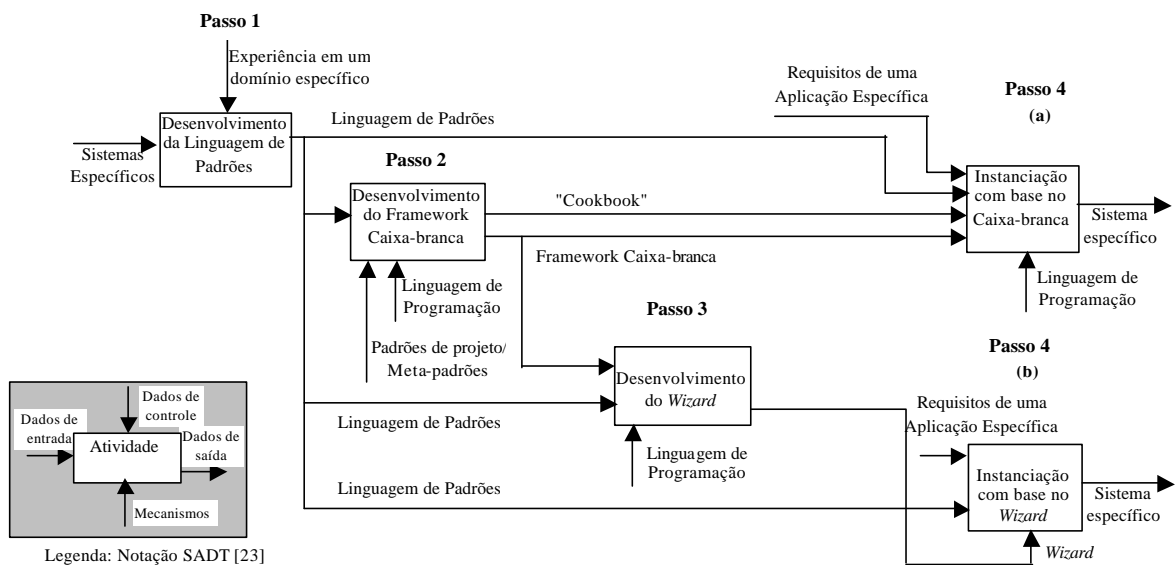 Passo 1
Experiência em um
domínio específico
Desenvolvimento
da Linguagem de
Padrões
Sistemas
Específicos
Linguagem de Padrões
Passo 2
Desenvolvimento
do Framework
Caixa-branca
"Cookbook"
Framework Caixa-branca
Linguagem de
Programação
Padrões de projeto/
Meta-padrões
Requisitos de uma
Aplicação Específica
Passo 4
(a)
Instanciação
com base no
Caixa-branca
Sistema
específico
Linguagem de
Programação
Passo 3
Desenvolvimento
do Wizard
Linguagem de Padrões
Linguagem de
Programação
Linguagem de Padrões
Passo 4
(b)
Requisitos de uma
Aplicação Específica
Instanciação
com base no
Wizard
Sistema
específico
Wizard
Dados de
controle
Dados de
entrada
Atividade
Dados de
saída
Mecanismos
Legenda: Notação SADT [23]